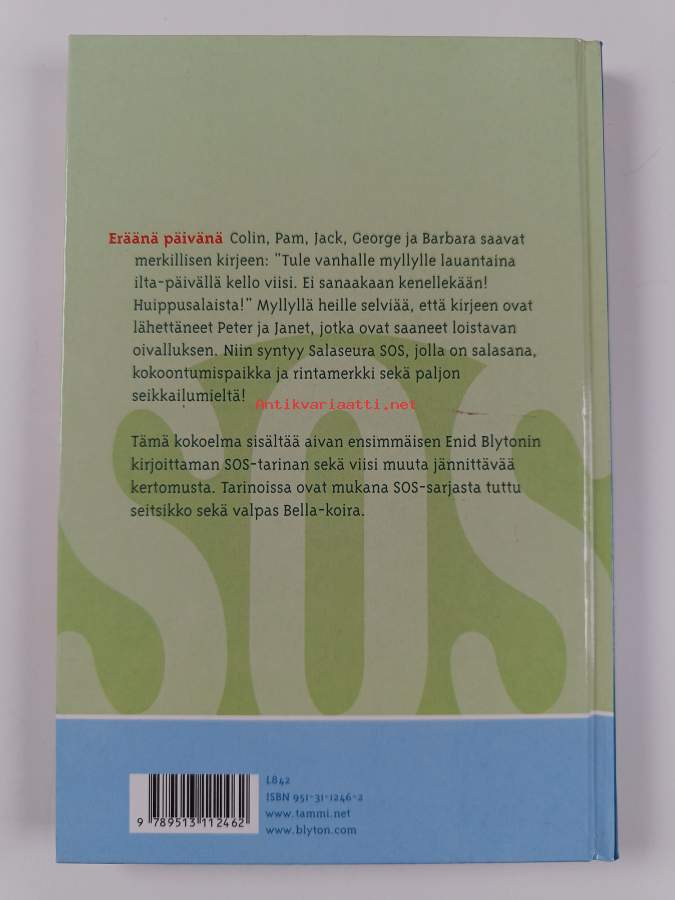 Eräänä päivänä Colin, Pam, Jack, George ja Barbara saavat
merkillisen kirjeen: "Tule vanhalle myllylle lauantaina
ilta-päivällä kello viisi. Ei sanaakaan kenellekään!
Huippusalaista!" Myllyllä heille selviää, että kirjeen ovat
lähettäneet Peter ja Janet, jotka ovat saaneet loistavan
oivalluksen. Niin syntyy Salaseura SOS, jolla on salasana,
kokoontumispaikka ja rintamerkki sekä paljon
seikkailumieltä!
Antikvariaatti.net
Tämä kokoelma sisältää aivan ensimmäisen Enid Blytonin
kirjoittaman SOS-tarinan sekä viisi muuta jännittävää
kertomusta. Tarinoissa ovat mukana SOS-sarjasta tuttu
seitsikko sekä valpas Bella-koira.
SOS
L842
ISBN 951-31-1246-2
www.tammi.net
www.blyton.com
9 789513 112462